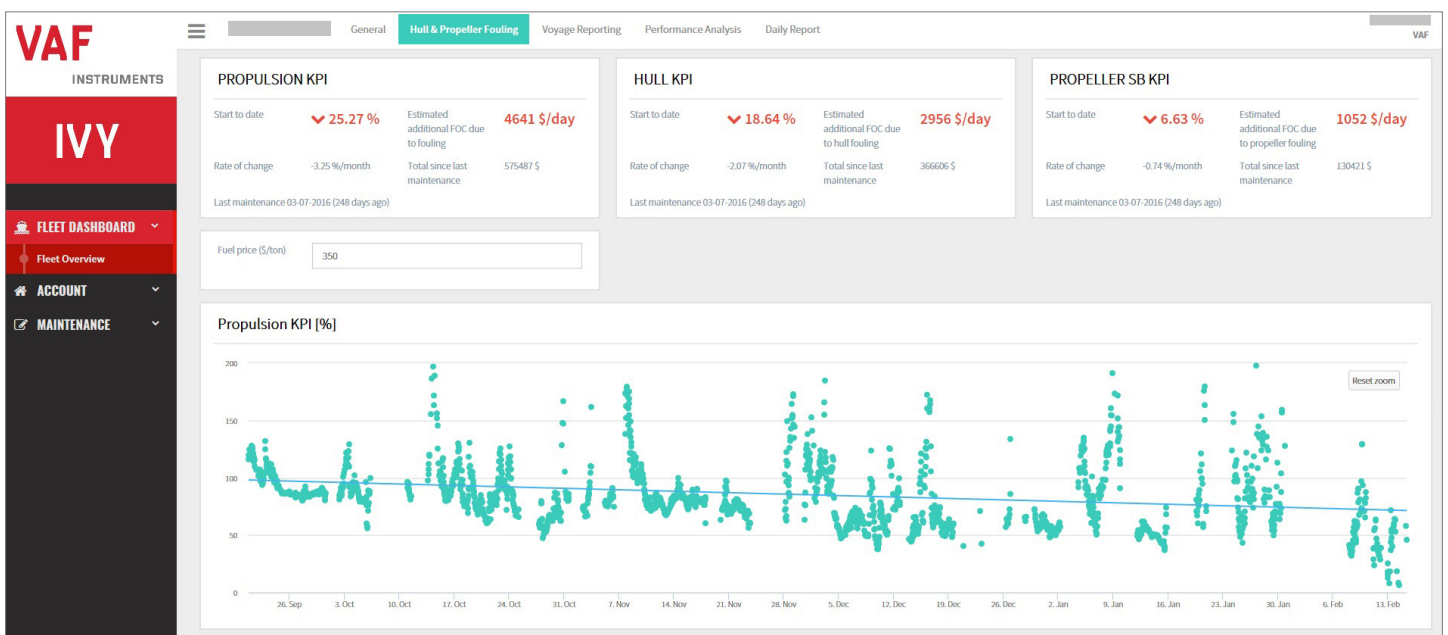 VAF
INSTRUMENTS
IVY
FLEET DASHBOARD
Fleet Overview
ACCOUNT
MAINTENANCE
General Hull & Propeller Fouling Voyage Reporting Performance Analysis Daily Report
VAF
PROPULSION KPI
Start to date 25.27 % Estimated additional FOC due to fouling 4641 $/day
Rate of change -3.25 %/month Total since last maintenance 575487 $
Last maintenance 03-07-2016 (248 days ago)
HULL KPI
Start to date 18.64 % Estimated additional FOC due to hull fouling 2956 $/day
Rate of change -2.07 %/month Total since last maintenance 366606 $
Last maintenance 03-07-2016 (248 days ago)
PROPELLER SB KPI
Start to date 6.63 % Estimated additional FOC due to propeller fouling 1052 $/day
Rate of change -0.74 %/month Total since last maintenance 130421 $
Last maintenance 03-07-2016 (248 days ago)
Fuel price ($/ton) 350
Propulsion KPI [%]
Reset zoom
200
150
100
50
0
26. Sep 3. Oct 10. Oct 17. Oct 24. Oct 31. Oct 7. Nov 14. Nov 21. Nov 28. Nov 5. Dec 12. Dec 19. Dec 26. Dec 2. Jan 9. Jan 16. Jan 23. Jan 30. Jan 6. Feb 13. Feb